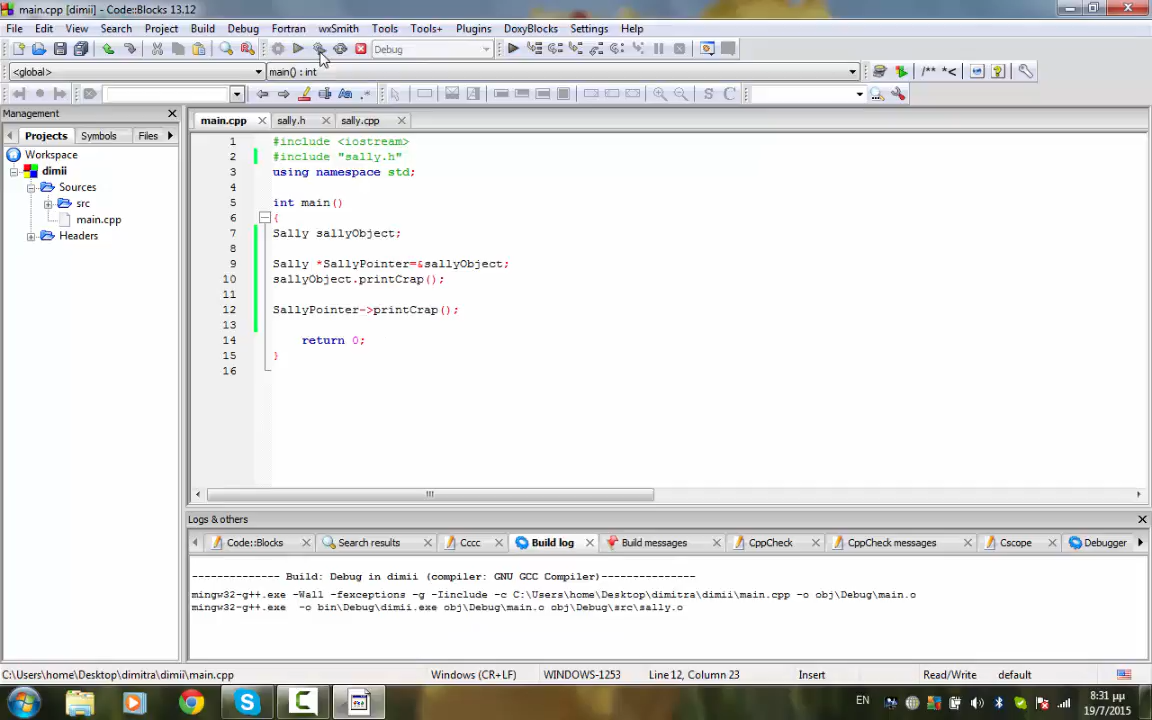 main.cpp [dimii] - Code::Blocks 13.12
File Edit View Search Project Build Debug Fortran wxSmith Tools Tools+ Plugins DoxyBlocks Settings Help
Debug
<global> main() : int
/** *<
Aa .* S C
Management
main.cpp sally.h sally.cpp
Projects Symbols Files
Workspace
dimii
Sources
src
main.cpp
Headers
1 #include <iostream>
2 #include "sally.h"
3 using namespace std;
4
5 int main()
6 {
7 Sally sallyObject;
8
9 Sally *SallyPointer=&sallyObject;
10 sallyObject.printCrap();
11
12 SallyPointer->printCrap();
13
14 return 0;
15 }
16
Logs & others
Code::Blocks Search results Cccc Build log Build messages CppCheck CppCheck messages Cscope Debugger
-------------- Build: Debug in dimii (compiler: GNU GCC Compiler)---------------
mingw32-g++.exe -Wall -fexceptions -g -Iinclude -c C:\Users\home\Desktop\dimitra\dimii\main.cpp -o obj\Debug\main.o
mingw32-g++.exe -o bin\Debug\dimii.exe obj\Debug\main.o obj\Debug\src\sally.o
C:\Users\home\Desktop\dimitra\dimii\main.cpp Windows (CR+LF) WINDOWS-1253 Line 12, Column 23 Insert Read/Write default
EN
8:31 μμ
19/7/2015